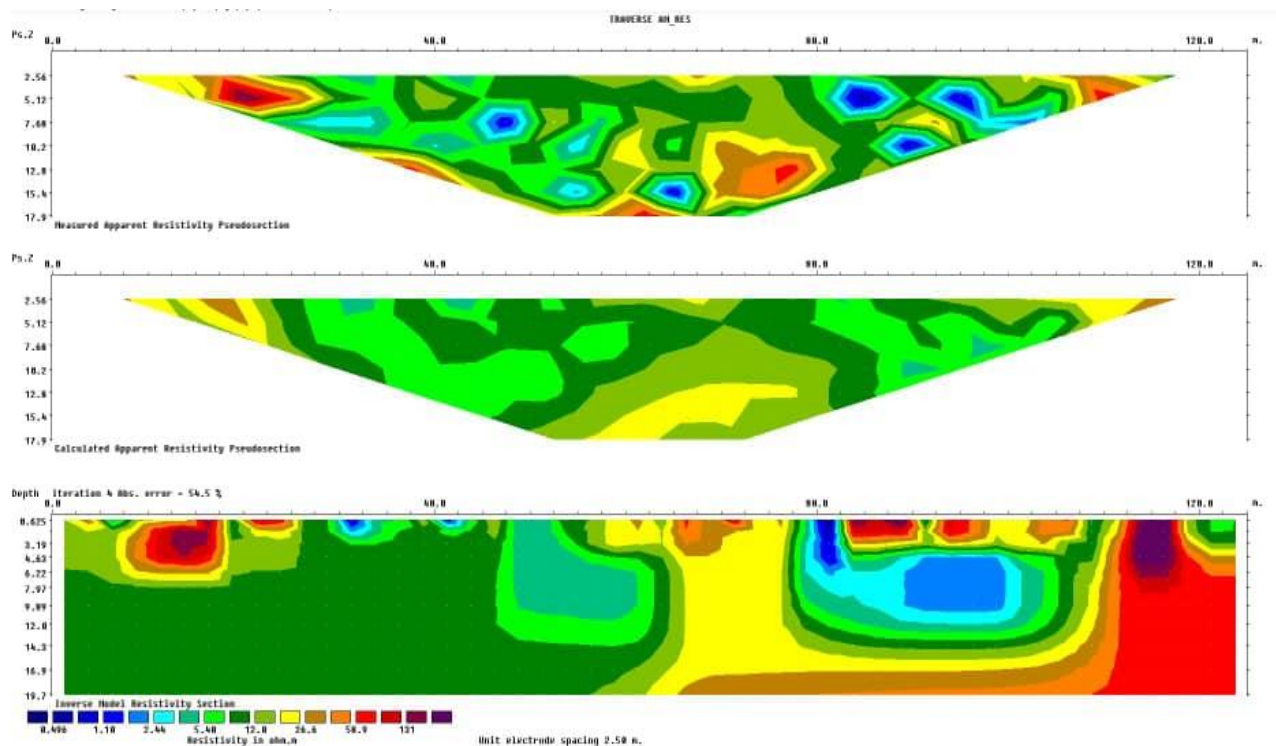 TRAVERSE AM_RES
Ps.Z 0.0 40.0 80.0 120.0 m.
2.56
5.12
7.68
10.2
12.8
15.4
17.9
Measured Apparent Resistivity Pseudosection
Ps.Z 0.0 40.0 80.0 120.0 m.
2.56
5.12
7.68
10.2
12.8
15.4
17.9
Calculated Apparent Resistivity Pseudosection
Depth Iteration 4 Abs. error = 54.5 %
0.0 40.0 80.0 120.0 m.
0.625
3.19
4.63
6.22
7.97
9.89
12.0
14.3
16.9
19.7
Inverse Model Resistivity Section
0.496 1.10 2.44 5.40 12.0 26.6 58.9 131
Resistivity in ohm.m Unit electrode spacing 2.50 m.